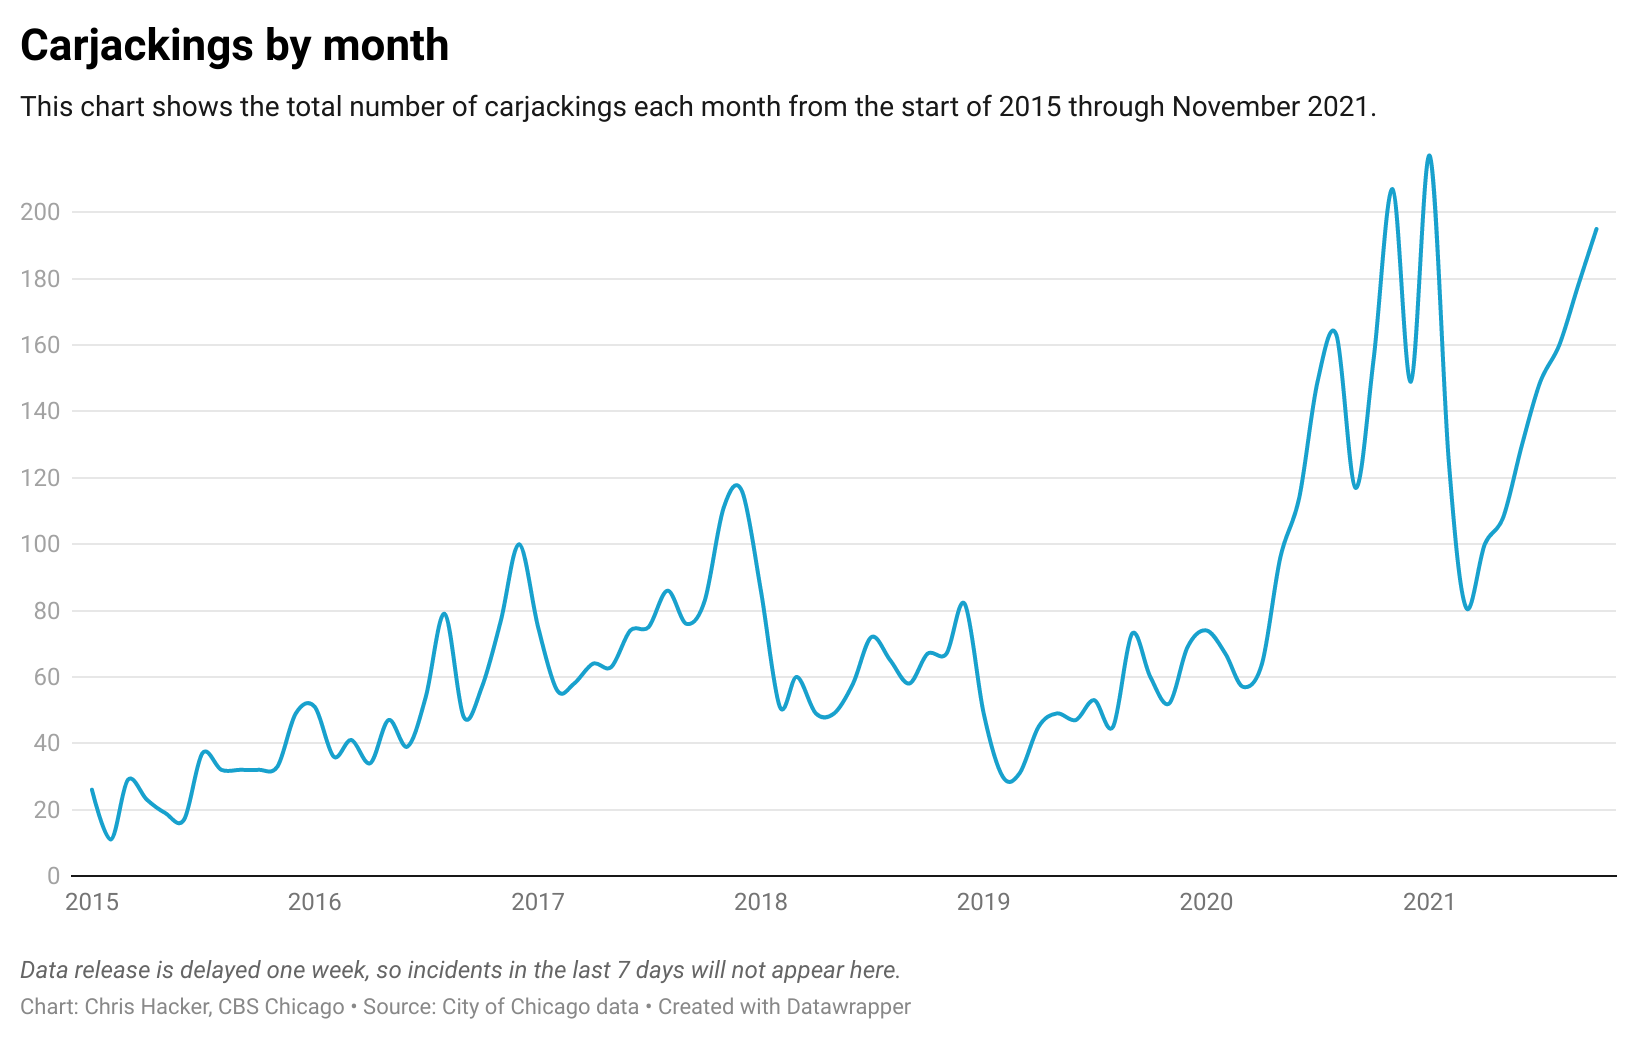 Carjackings by month
This chart shows the total number of carjackings each month from the start of 2015 through November 2021.
200
180
160
140
120
100
80
60
40
20
0
2015 2016 2017 2018 2019 2020 2021
Data release is delayed one week, so incidents in the last 7 days will not appear here.
Chart: Chris Hacker, CBS Chicago • Source: City of Chicago data • Created with Datawrapper